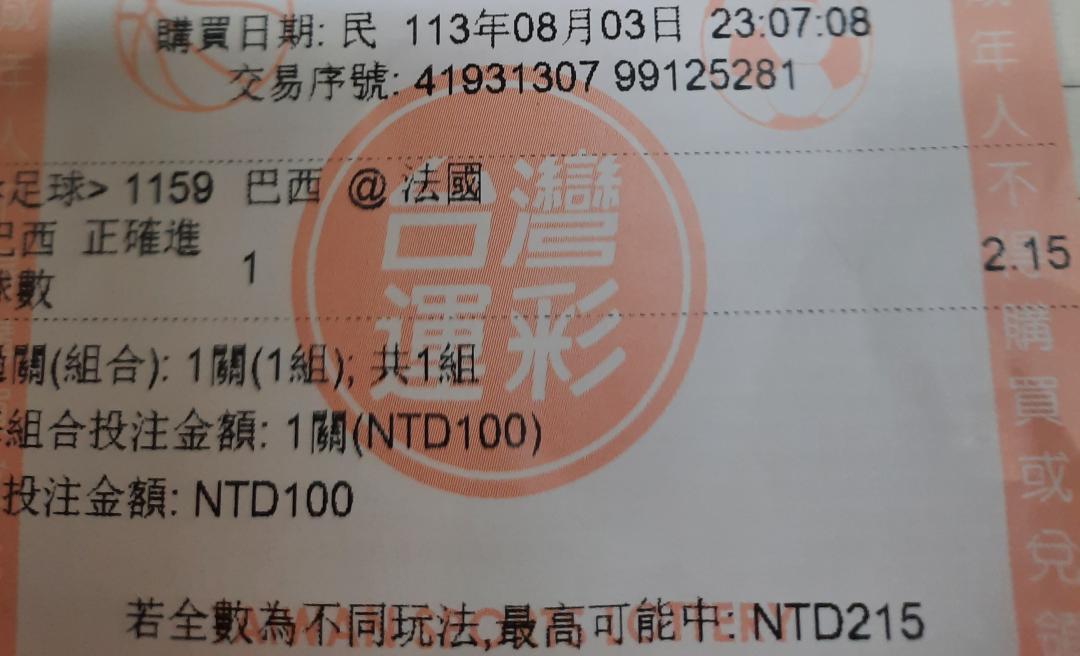 購買日期: 民 113年08月03日 23:07:08
交易序號: 41931307 99125281
足球> 1159 巴西 @ 法國
巴西 正確進 1 2.15
球數
關(組合): 1關(1組); 共1組
組合投注金額: 1關(NTD100)
投注金額: NTD100
若全數為不同玩法,最高可能中: NTD215
台灣
運彩
年人不得購買或兌